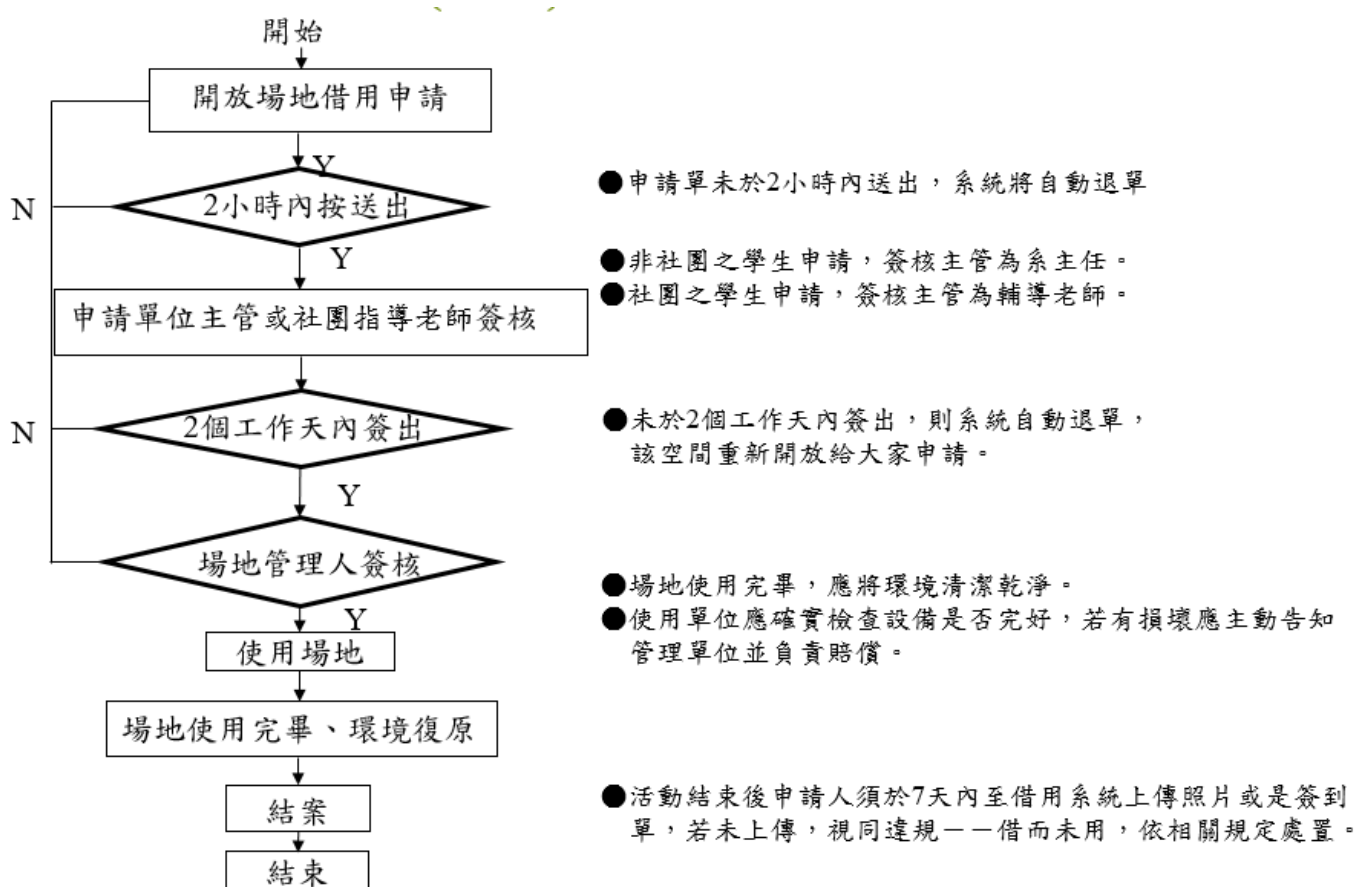 開始
開放場地借用申請
Y
2小時內按送出
N
●申請單未於2小時內送出，系統將自動退單
Y
●非社團之學生申請，簽核主管為系主任。
●社團之學生申請，簽核主管為輔導老師。
申請單位主管或社團指導老師簽核
2個工作天內簽出
N
●未於2個工作天內簽出，則系統自動退單，
該空間重新開放給大家申請。
Y
場地管理人簽核
●場地使用完畢，應將環境清潔乾淨。
●使用單位應確實檢查設備是否完好，若有損壞應主動告知
管理單位並負責賠償。
Y
使用場地
場地使用完畢、環境復原
結案
●活動結束後申請人須於7天內至借用系統上傳照片或是簽到
單，若未上傳，視同違規－－借而未用，依相關規定處置。
結束